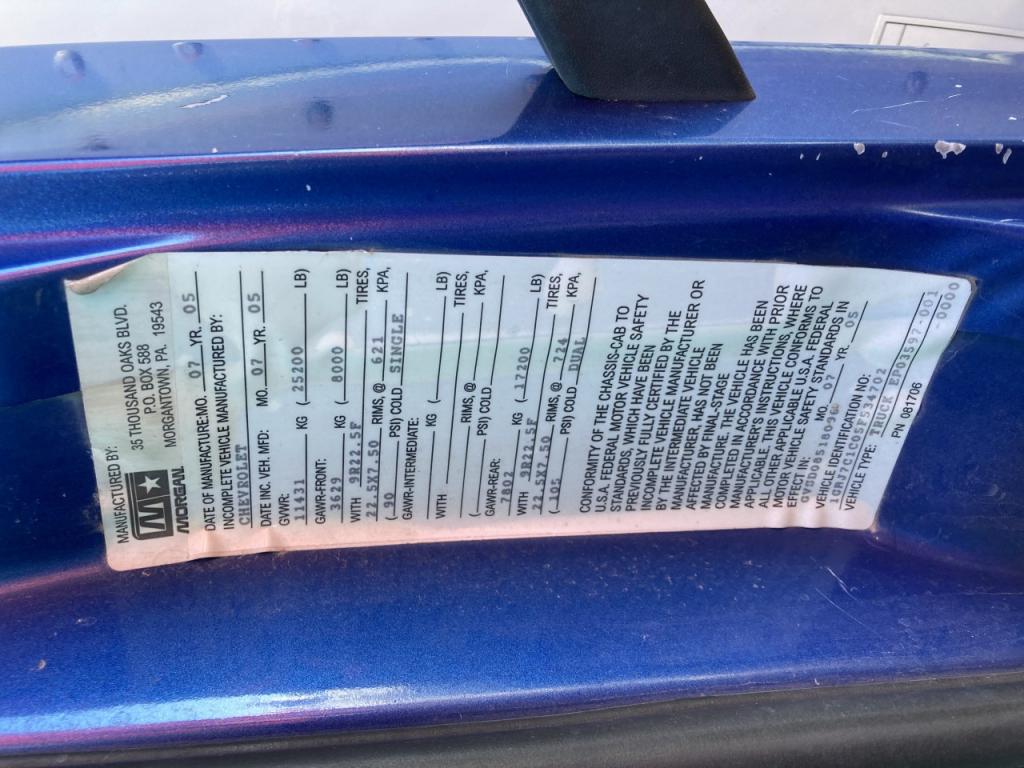 MANUFACTURED BY:
35 THOUSAND OAKS BLVD.
P.O. BOX 588
MORGANTOWN, PA. 19543
MORGAN
DATE OF MANUFACTURE:MO. 07 YR. 05
INCOMPLETE VEHICLE MANUFACTURED BY:
CHEVROLET
DATE INC. VEH. MFD: MO. 07 YR. 05
GVWR:
11431 KG ( 25200 LB)
GAWR-FRONT:
3629 KG ( 8000 LB)
WITH 9R22.5F TIRES,
22.5X7.50 RIMS, @ 621 KPA,
( 90 PSI) COLD SINGLE
GAWR-INTERMEDIATE:
KG ( LB)
WITH TIRES,
RIMS @ KPA,
( PSI) COLD
GAWR-REAR:
7802 KG ( 17200 LB)
WITH 9R22.5F TIRES,
22.5X7.50 RIMS @ 724 KPA,
( 105 PSI) COLD DUAL
CONFORMITY OF THE CHASSIS-CAB TO
U.S.A. FEDERAL MOTOR VEHICLE SAFETY
STANDARDS, WHICH HAVE BEEN
PREVIOUSLY FULLY CERTIFIED BY THE
INCOMPLETE VEHICLE MANUFACTURER OR
BY THE INTERMEDIATE VEHICLE
MANUFACTURER, HAS NOT BEEN
AFFECTED BY FINAL-STAGE
MANUFACTURER. THE VEHICLE HAS BEEN
COMPLETED IN ACCORDANCE WITH PRIOR
MANUFACTURER'S INSTRUCTIONS, WHERE
APPLICABLE. THIS VEHICLE CONFORMS TO
ALL OTHER APPLICABLE U.S.A. FEDERAL
MOTOR VEHICLE SAFETY STANDARDS IN
EFFECT IN MO. 07 YR. 05
VEHICLE IDENTIFICATION NO:
VEHICLE TYPE: TRUCK EP03597-001
-0000
PN 081706